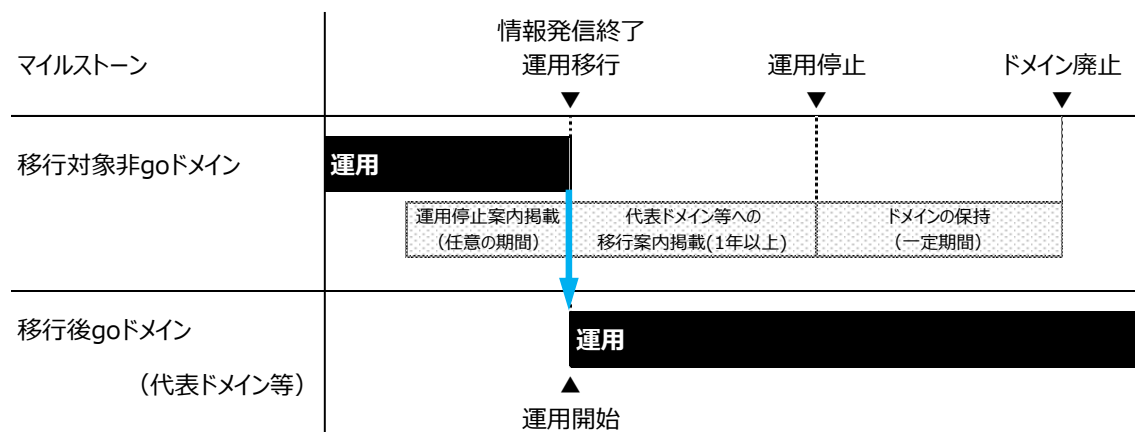 情報発信終了
マイルストーン
運用移行
運用停止
ドメイン廃止
▼
▼
▼
移行対象非goドメイン
運用
運用停止案内掲載
（任意の期間）
代表ドメイン等への
移行案内掲載(1年以上)
ドメインの保持
（一定期間）
移行後goドメイン
（代表ドメイン等）
運用
▲
運用開始